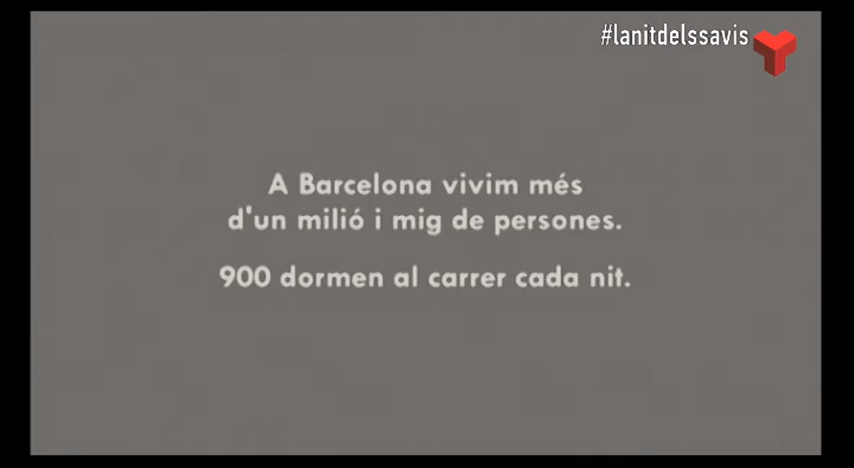 #lanitdelssavis
A Barcelona vivim més
d'un milió i mig de persones.
900 dormen al carrer cada nit.